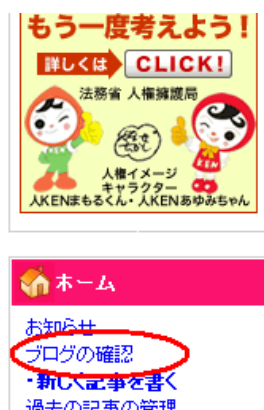 もう一度考えよう!
詳しくは CLICK!
法務省 人権擁護局
人権イメージ
キャラクター
人KENまもるくん・人KENあゆみちゃん
KEN
ホーム
お知らせ
ブログの確認
・新しく記事を書く
過去の記事の管理